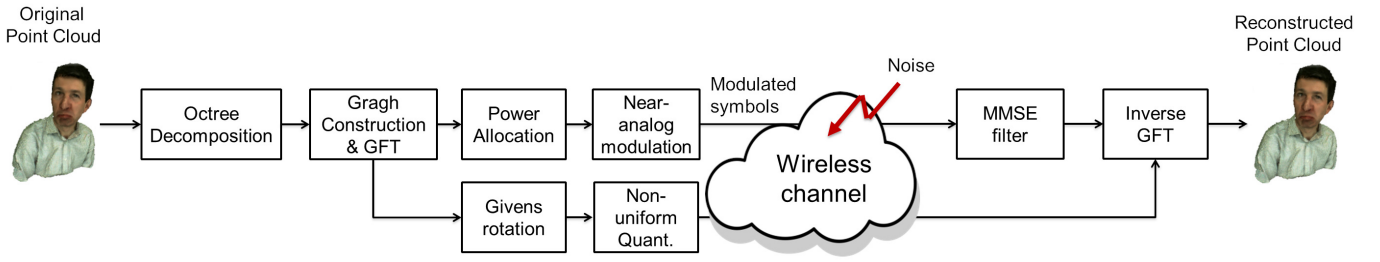 Original
Point Cloud
Octree
Decomposition
Gragh
Construction
& GFT
Power
Allocation
Near-
analog
modulation
Modulated
symbols
Noise
Wireless
channel
MMSE
filter
Inverse
GFT
Reconstructed
Point Cloud
Givens
rotation
Non-
uniform
Quant.